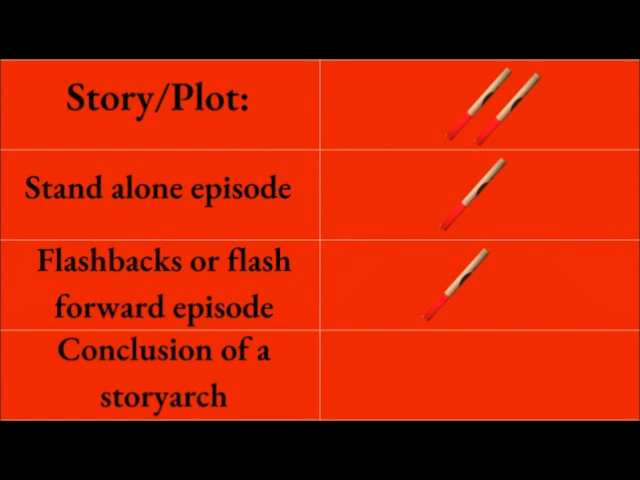 Story/Plot:
Stand alone episode
Flashbacks or flash
forward episode
Conclusion of a
storyarch